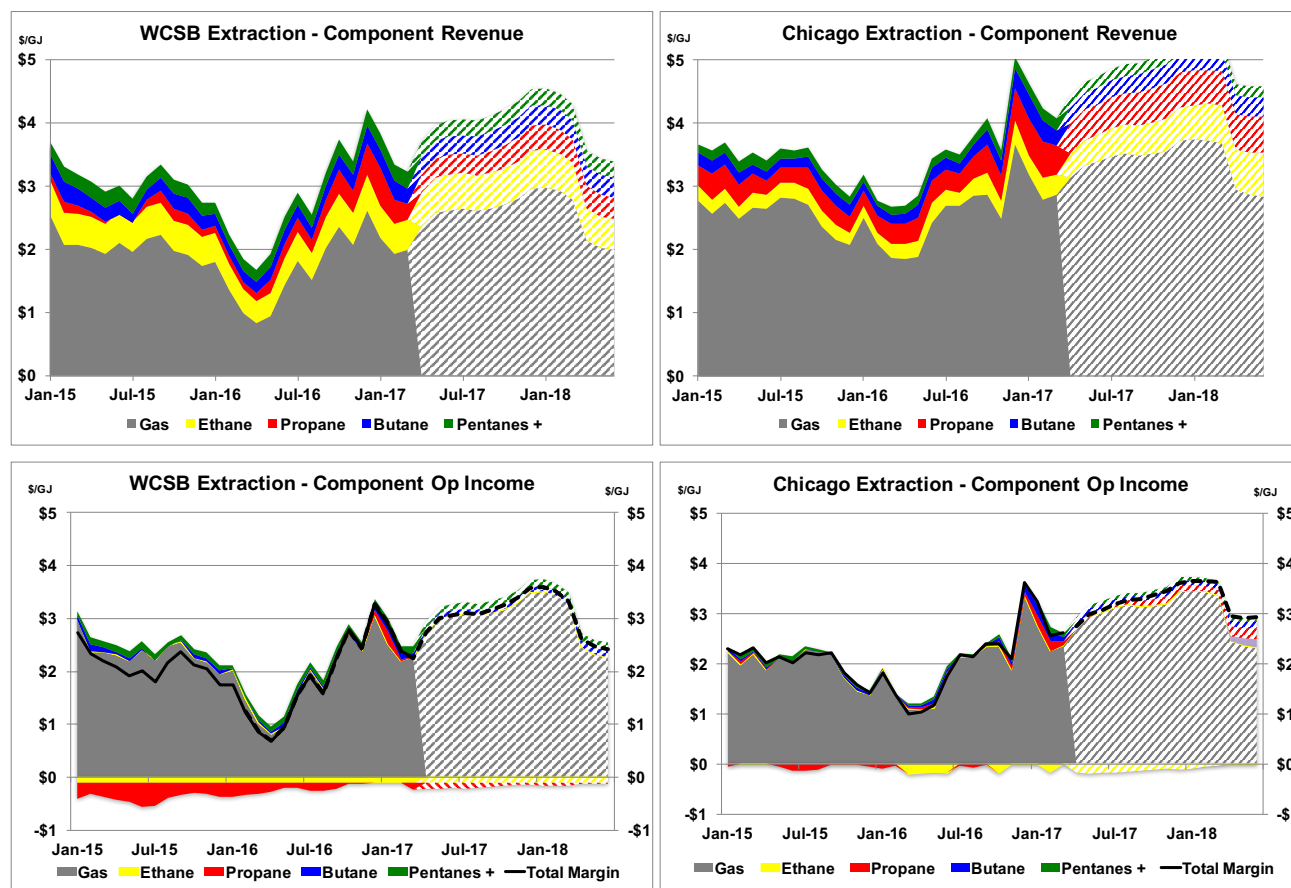 WCSB Extraction - Component Revenue
$/GJ
$5
$4
$3
$2
$1
$0
Jan-15 Jul-15 Jan-16 Jul-16 Jan-17 Jul-17 Jan-18
Gas Ethane Propane Butane Pentanes +
Chicago Extraction - Component Revenue
$/GJ
$5
$4
$3
$2
$1
$0
Jan-15 Jul-15 Jan-16 Jul-16 Jan-17 Jul-17 Jan-18
Gas Ethane Propane Butane Pentanes +
WCSB Extraction - Component Op Income
$/GJ $/GJ
$5 $5
$4 $4
$3 $3
$2 $2
$1 $1
$0 $0
-$1 -$1
Jan-15 Jul-15 Jan-16 Jul-16 Jan-17 Jul-17 Jan-18
Gas Ethane Propane Butane Pentanes + Total Margin
Chicago Extraction - Component Op Income
$/GJ $/GJ
$5 $5
$4 $4
$3 $3
$2 $2
$1 $1
$0 $0
-$1 -$1
Jan-15 Jul-15 Jan-16 Jul-16 Jan-17 Jul-17 Jan-18
Gas Ethane Propane Butane Pentanes + Total Margin